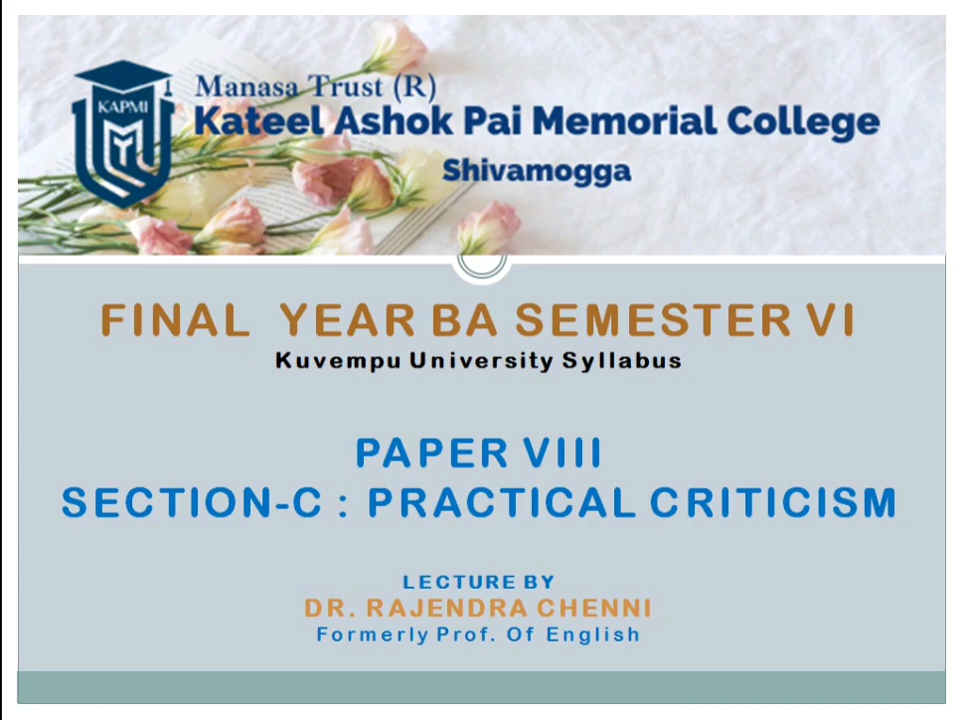 KAPMI
Manasa Trust (R)
Kateel Ashok Pai Memorial College
Shivamogga
FINAL YEAR BA SEMESTER VI
Kuvempu University Syllabus
PAPER VIII
SECTION-C : PRACTICAL CRITICISM
LECTURE BY
DR. RAJENDRA CHENNI
Formerly Prof. Of English